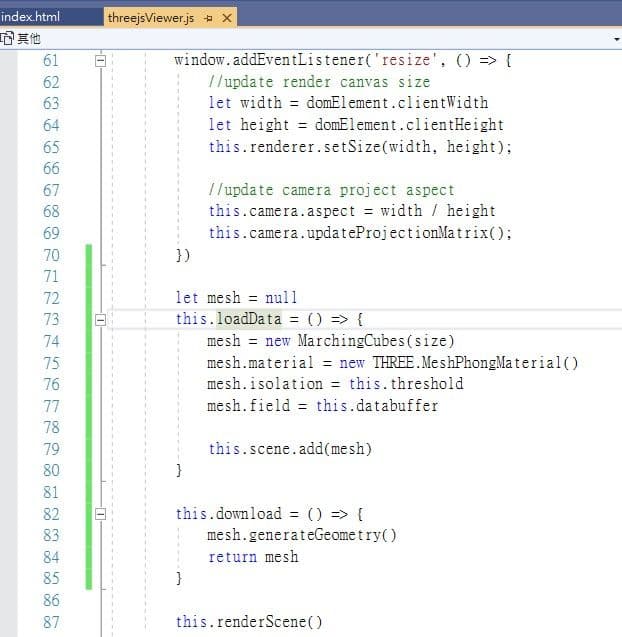 index.html
threejsViewer.js
其他
61 window.addEventListener('resize', () => {
62 //update render canvas size
63 let width = domElement.clientWidth
64 let height = domElement.clientHeight
65 this.renderer.setSize(width, height);
66
67 //update camera project aspect
68 this.camera.aspect = width / height
69 this.camera.updateProjectionMatrix();
70 })
71
72 let mesh = null
73 this.loadData = () => {
74 mesh = new MarchingCubes(size)
75 mesh.material = new THREE.MeshPhongMaterial()
76 mesh.isolation = this.threshold
77 mesh.field = this.databuffer
78
79 this.scene.add(mesh)
80 }
81
82 this.download = () => {
83 mesh.generateGeometry()
84 return mesh
85 }
86
87 this.renderScene()